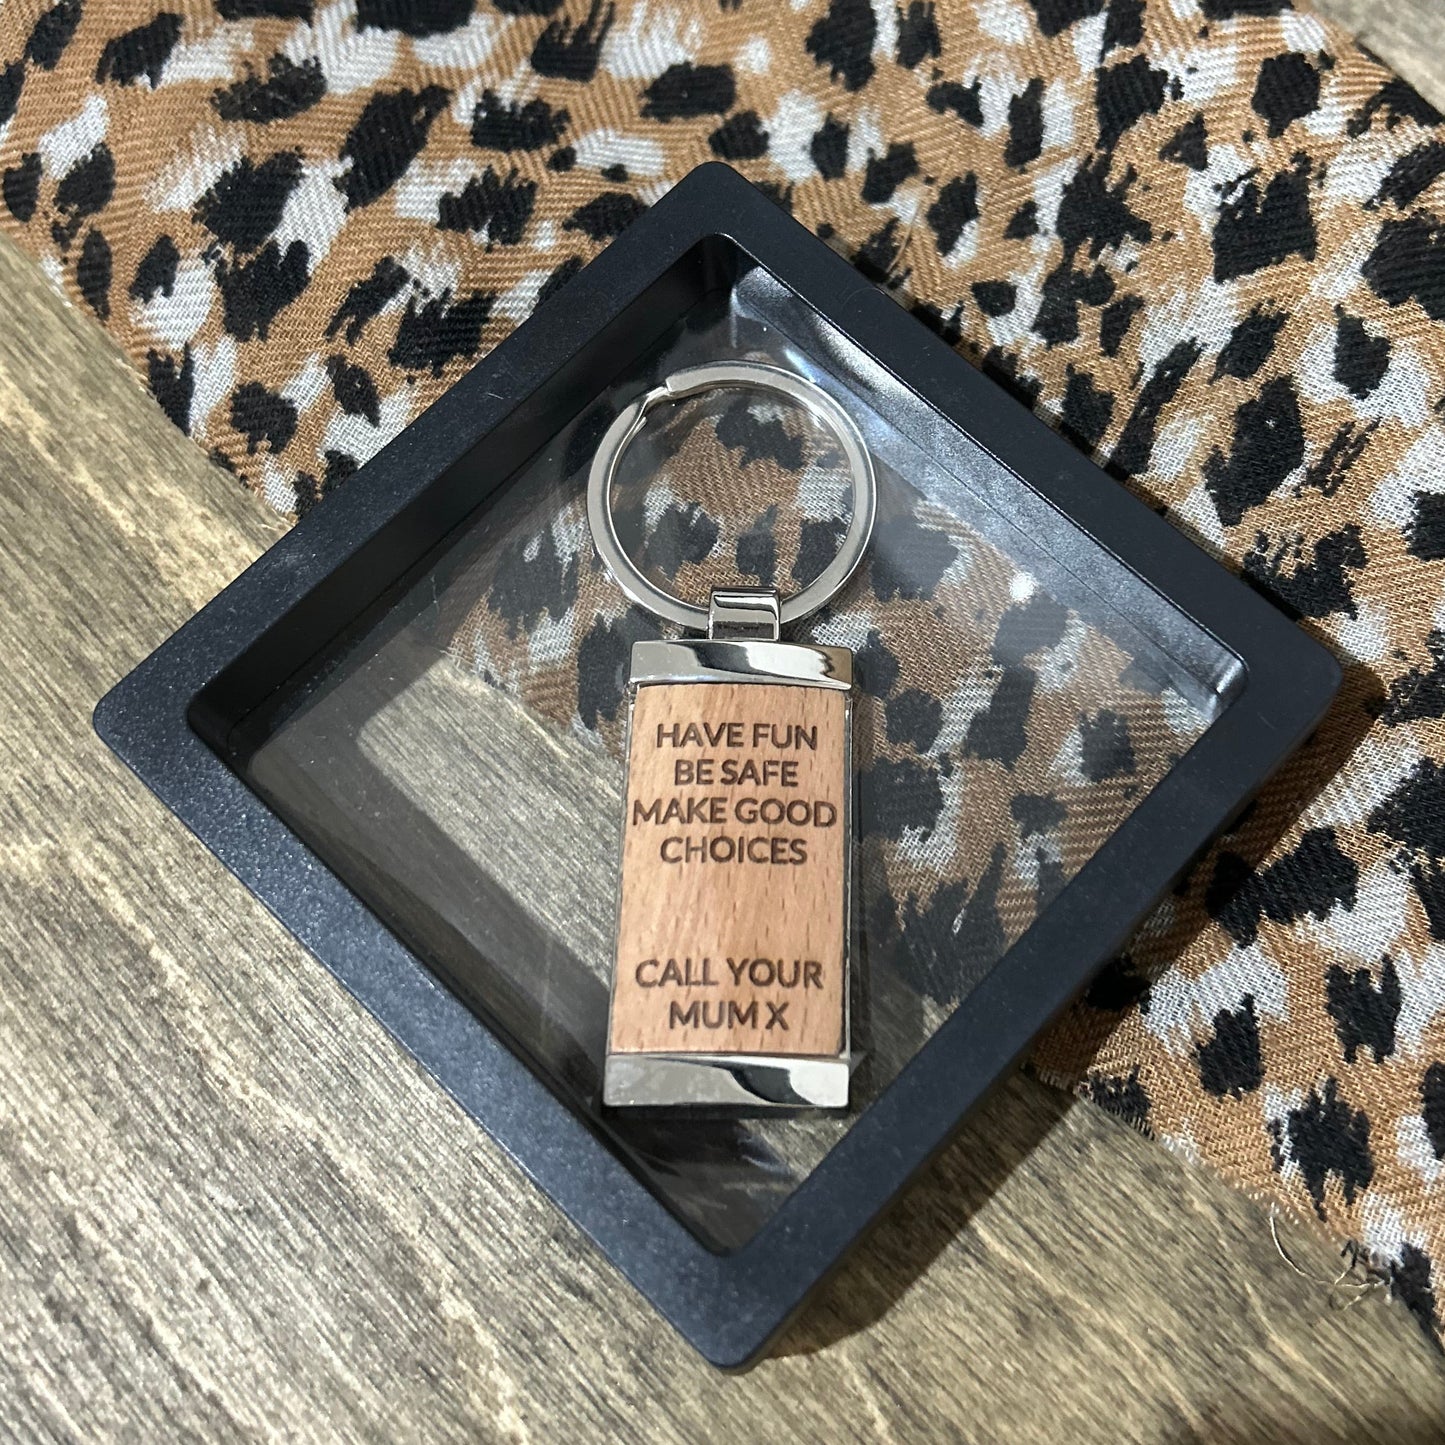 HAVE FUN
BE SAFE
MAKE GOOD
CHOICES
CALL YOUR
MUM X